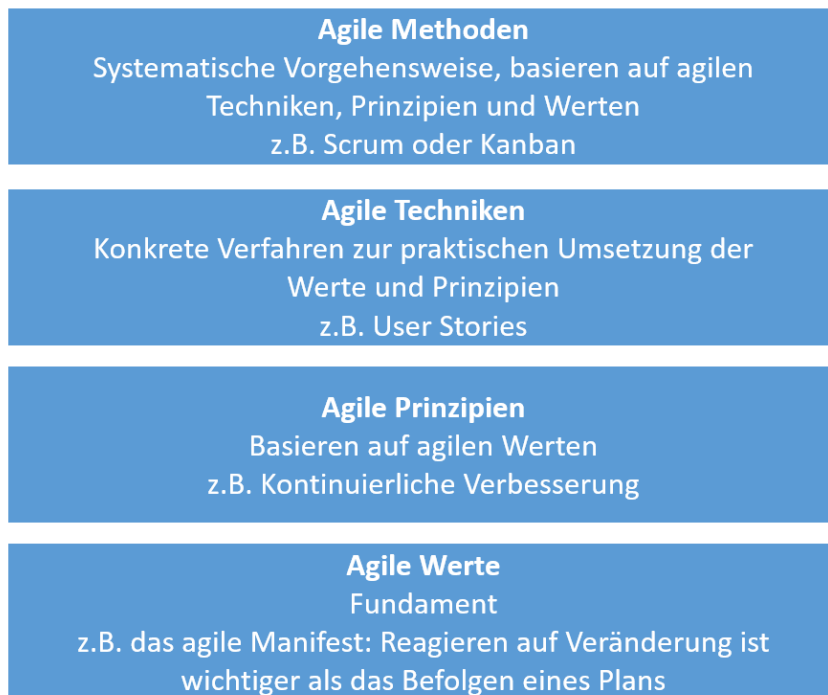 Agile Methoden
Systematische Vorgehensweise, basieren auf agilen
Techniken, Prinzipien und Werten
z.B. Scrum oder Kanban
Agile Techniken
Konkrete Verfahren zur praktischen Umsetzung der
Werte und Prinzipien
z.B. User Stories
Agile Prinzipien
Basieren auf agilen Werten
z.B. Kontinuierliche Verbesserung
Agile Werte
Fundament
z.B. das agile Manifest: Reagieren auf Veränderung ist
wichtiger als das Befolgen eines Plans